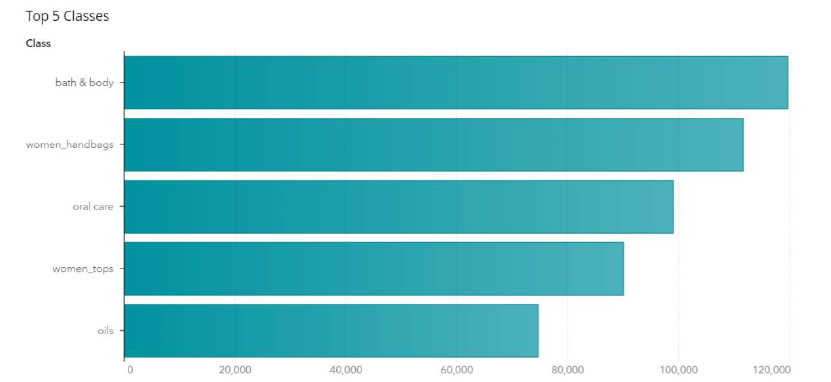 Top 5 Classes
Class
bath & body
women_handbags
oral care
women_tops
oils
0 20,000 40,000 60,000 80,000 100,000 120,000